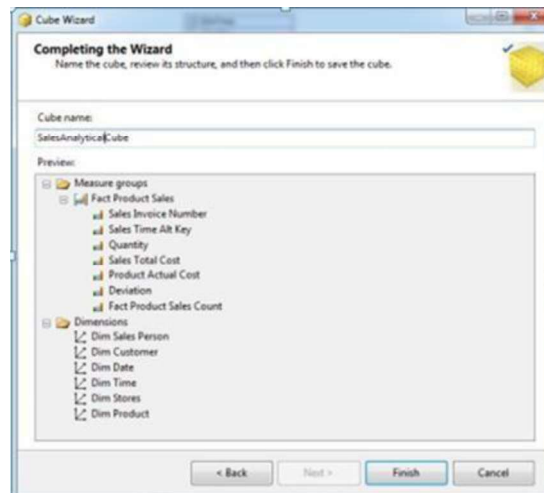 Cube Wizard
Completing the Wizard
Name the cube, review its structure, and then click Finish to save the cube.
Cube name:
SalesAnalyticalCube
Preview:
Measure groups
Fact Product Sales
Sales Invoice Number
Sales Time Alt Key
Quantity
Sales Total Cost
Product Actual Cost
Deviation
Fact Product Sales Count
Dimensions
Dim Sales Person
Dim Customer
Dim Date
Dim Time
Dim Stores
Dim Product
< Back Next > Finish Cancel